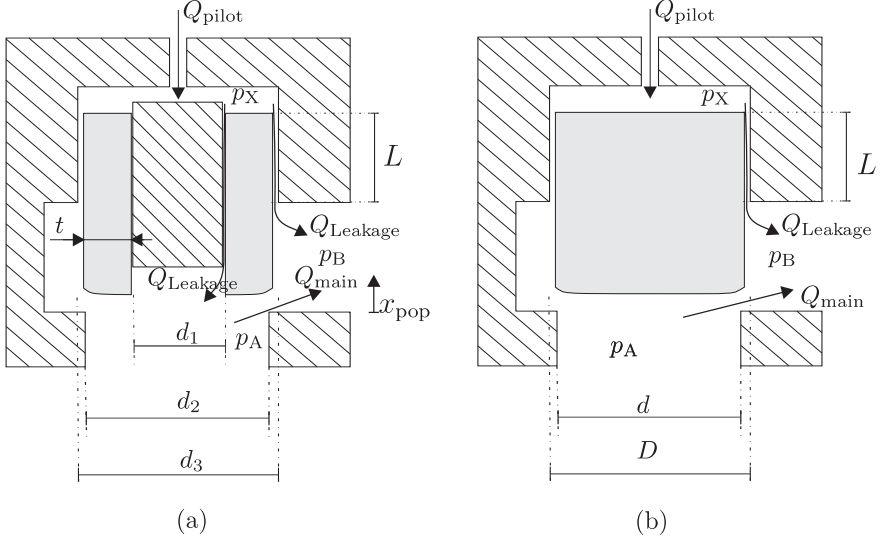 Q_pilot
p_X
L
t
Q_Leakage
p_B
Q_Leakage
Q_main
x_pop
d_1
p_A
d_2
d_3
(a)
Q_pilot
p_X
L
Q_Leakage
p_B
Q_main
p_A
d
D
(b)